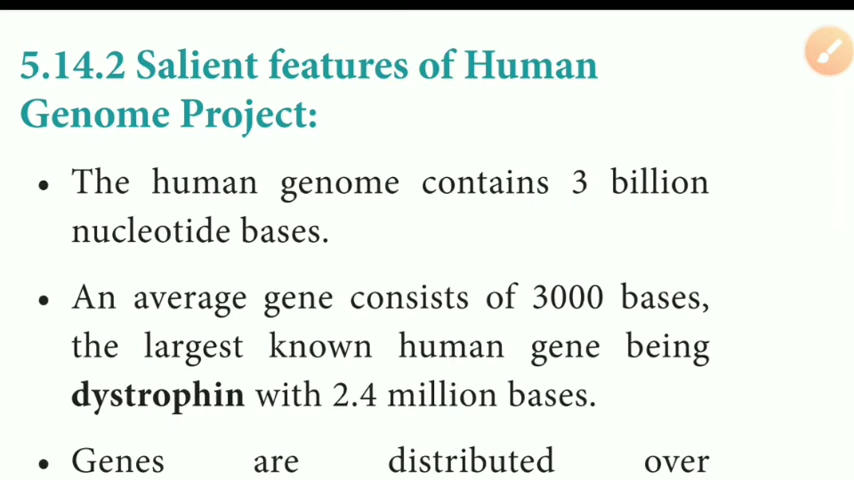 5.14.2 Salient features of Human
Genome Project:
• The human genome contains 3 billion
nucleotide bases.
• An average gene consists of 3000 bases,
the largest known human gene being
dystrophin with 2.4 million bases.
• Genes are distributed over